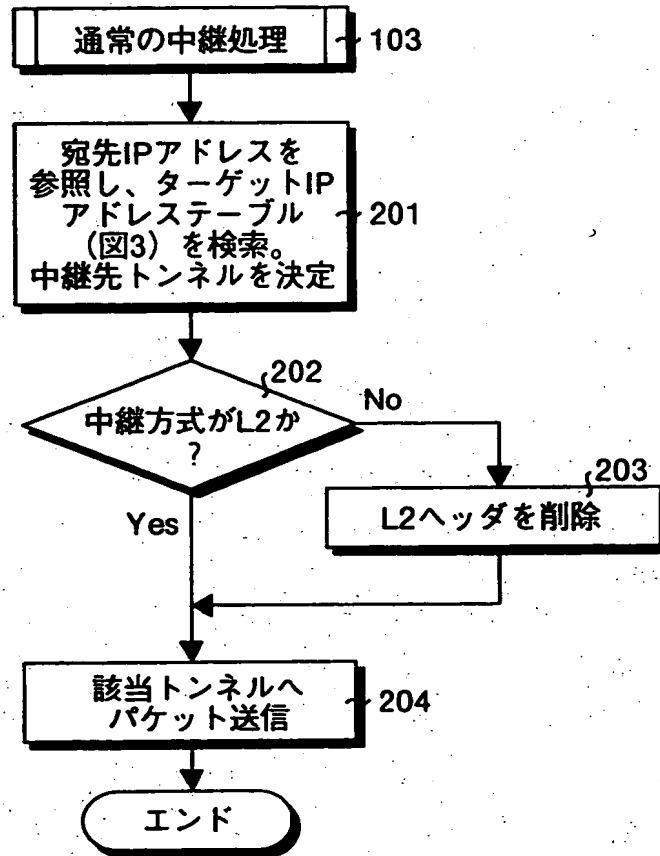 通常の中継処理
103
宛先IPアドレスを
参照し、ターゲットIP
アドレステーブル
（図3）を検索。
中継先トンネルを決定
201
202
中継方式がL2か
?
No
Yes
203
L2ヘッダを削除
該当トンネルへ
パケット送信
204
エンド